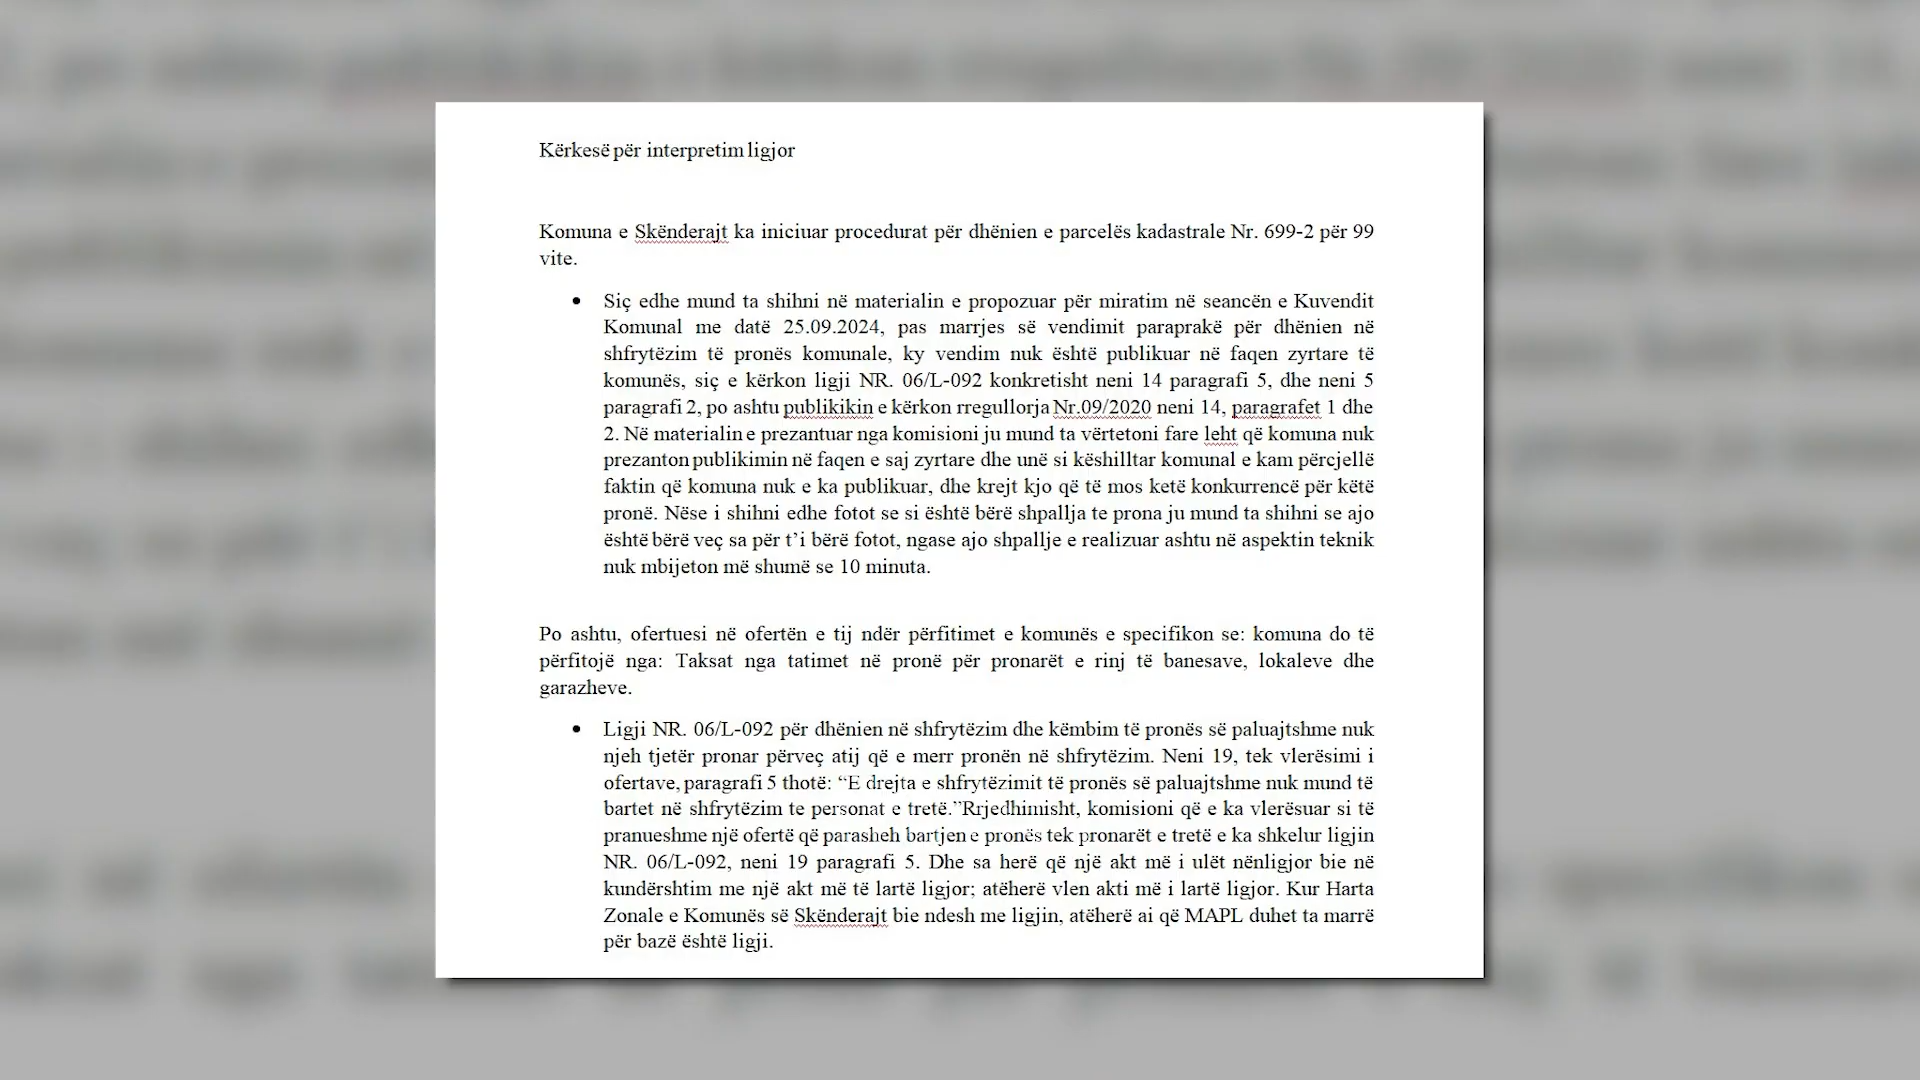 Kërkesë për interpretim ligjor
Komuna e Skënderajt ka iniciuar procedurat për dhënien e parcelës kadastrale Nr. 699-2 për 99
vite.
• Siç edhe mund ta shihni në materialin e propozuar për miratim në seancën e Kuvendit
Komunal me datë 25.09.2024, pas marrjes së vendimit paraprakë për dhënien në
shfrytëzim të pronës komunale, ky vendim nuk është publikuar në faqen zyrtare të
komunës, siç e kërkon ligji NR. 06/L-092 konkretisht neni 14 paragrafi 5, dhe neni 5
paragrafi 2, po ashtu publikikin e kërkon rregullorja Nr.09/2020 neni 14, paragrafet 1 dhe
2. Në materialin e prezantuar nga komisioni ju mund ta vërtetoni fare leht që komuna nuk
prezanton publikimin në faqen e saj zyrtare dhe unë si këshilltar komunal e kam përcjellë
faktin që komuna nuk e ka publikuar, dhe krejt kjo që të mos ketë konkurrencë për këtë
pronë. Nëse i shihni edhe fotot se si është bërë shpallja te prona ju mund ta shihni se ajo
është bërë veç sa për t’i bërë fotot, ngase ajo shpallje e realizuar ashtu në aspektin teknik
nuk mbijeton më shumë se 10 minuta.
Po ashtu, ofertuesi në ofertën e tij ndër përfitimet e komunës e specifikon se: komuna do të
përfitojë nga: Taksat nga tatimet në pronë për pronarët e rinj të banesave, lokaleve dhe
garazheve.
• Ligji NR. 06/L-092 për dhënien në shfrytëzim dhe këmbim të pronës së paluajtshme nuk
njeh tjetër pronar përveç atij që e merr pronën në shfrytëzim. Neni 19, tek vlerësimi i
ofertave, paragrafi 5 thotë: “E drejta e shfrytëzimit të pronës së paluajtshme nuk mund të
bartet në shfrytëzim te personat e tretë.”Rrjedhimisht, komisioni që e ka vlerësuar si të
pranueshme një ofertë që parasheh bartjen e pronës tek pronarët e tretë e ka shkelur ligjin
NR. 06/L-092, neni 19 paragrafi 5. Dhe sa herë që një akt më i ulët nënligjor bie në
kundërshtim me një akt më të lartë ligjor; atëherë vlen akti më i lartë ligjor. Kur Harta
Zonale e Komunës së Skënderajt bie ndesh me ligjin, atëherë ai që MAPL duhet ta marrë
për bazë është ligji.